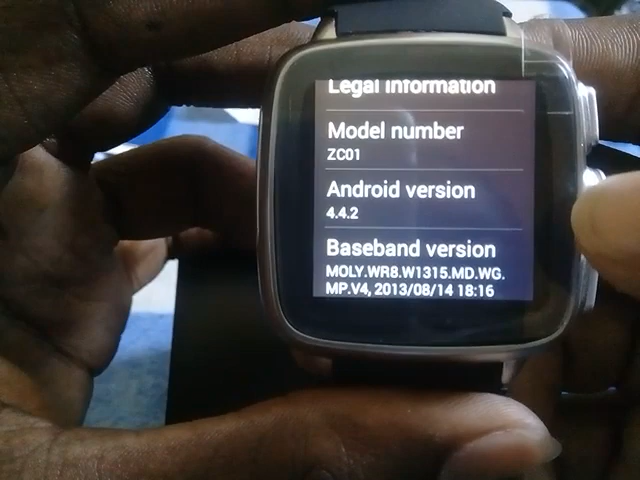 Legal information
Model number
ZC01
Android version
4.4.2
Baseband version
MOLY.WR8.W1315.MD.WG.
MP.V4, 2013/08/14 18:16